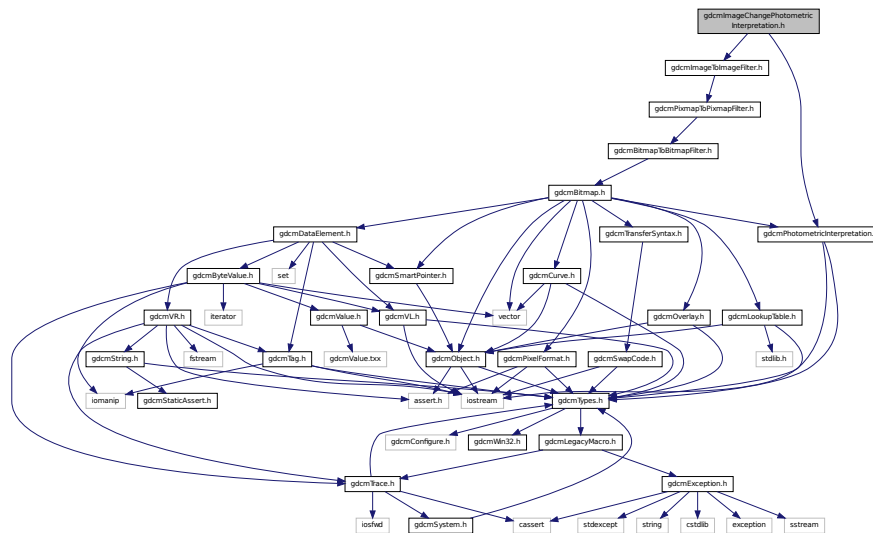 gdcmImageChangePhotometric
Interpretation.h
gdcmImageToImageFilter.h
gdcmPixmapToPixmapFilter.h
gdcmBitmapToBitmapFilter.h
gdcmBitmap.h
gdcmDataElement.h
gdcmTransferSyntax.h
gdcmPhotometricInterpretation.
gdcmByteValue.h
set
gdcmSmartPointer.h
gdcmCurve.h
gdcmVR.h
iterator
gdcmValue.h
gdcmVL.h
vector
gdcmOverlay.h
gdcmLookupTable.h
gdcmString.h
fstream
gdcmTag.h
gdcmValue.txx
gdcmObject.h
gdcmPixelFormat.h
gdcmSwapCode.h
stdlib.h
iomanip
gdcmStaticAssert.h
assert.h
iostream
gdcmTypes.h
gdcmConfigure.h
gdcmWin32.h
gdcmLegacyMacro.h
gdcmTrace.h
gdcmException.h
iosfwd
gdcmSystem.h
cassert
stdexcept
string
cstdlib
exception
sstream